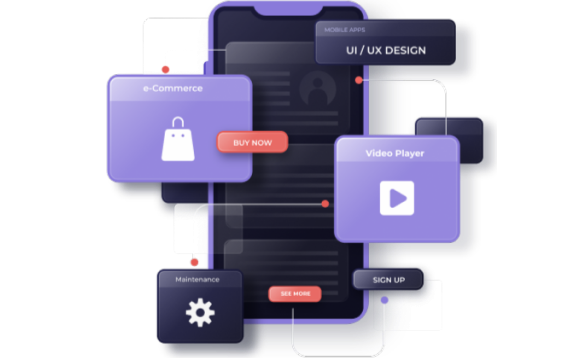 MOBILE APPS
UI / UX DESIGN
e-Commerce
BUY NOW
Video Player
Maintenance
SIGN UP
SEE MORE